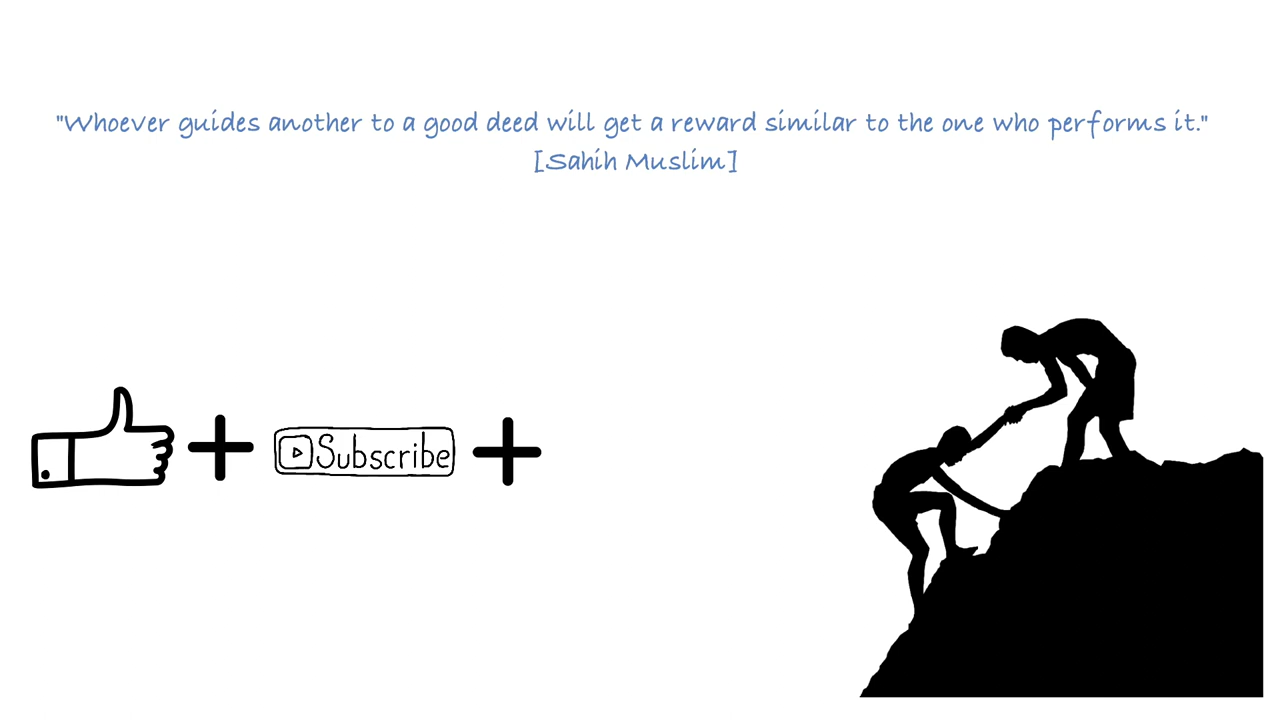 "Whoever guides another to a good deed will get a reward similar to the one who performs it."
[Sahih Muslim]
Subscribe